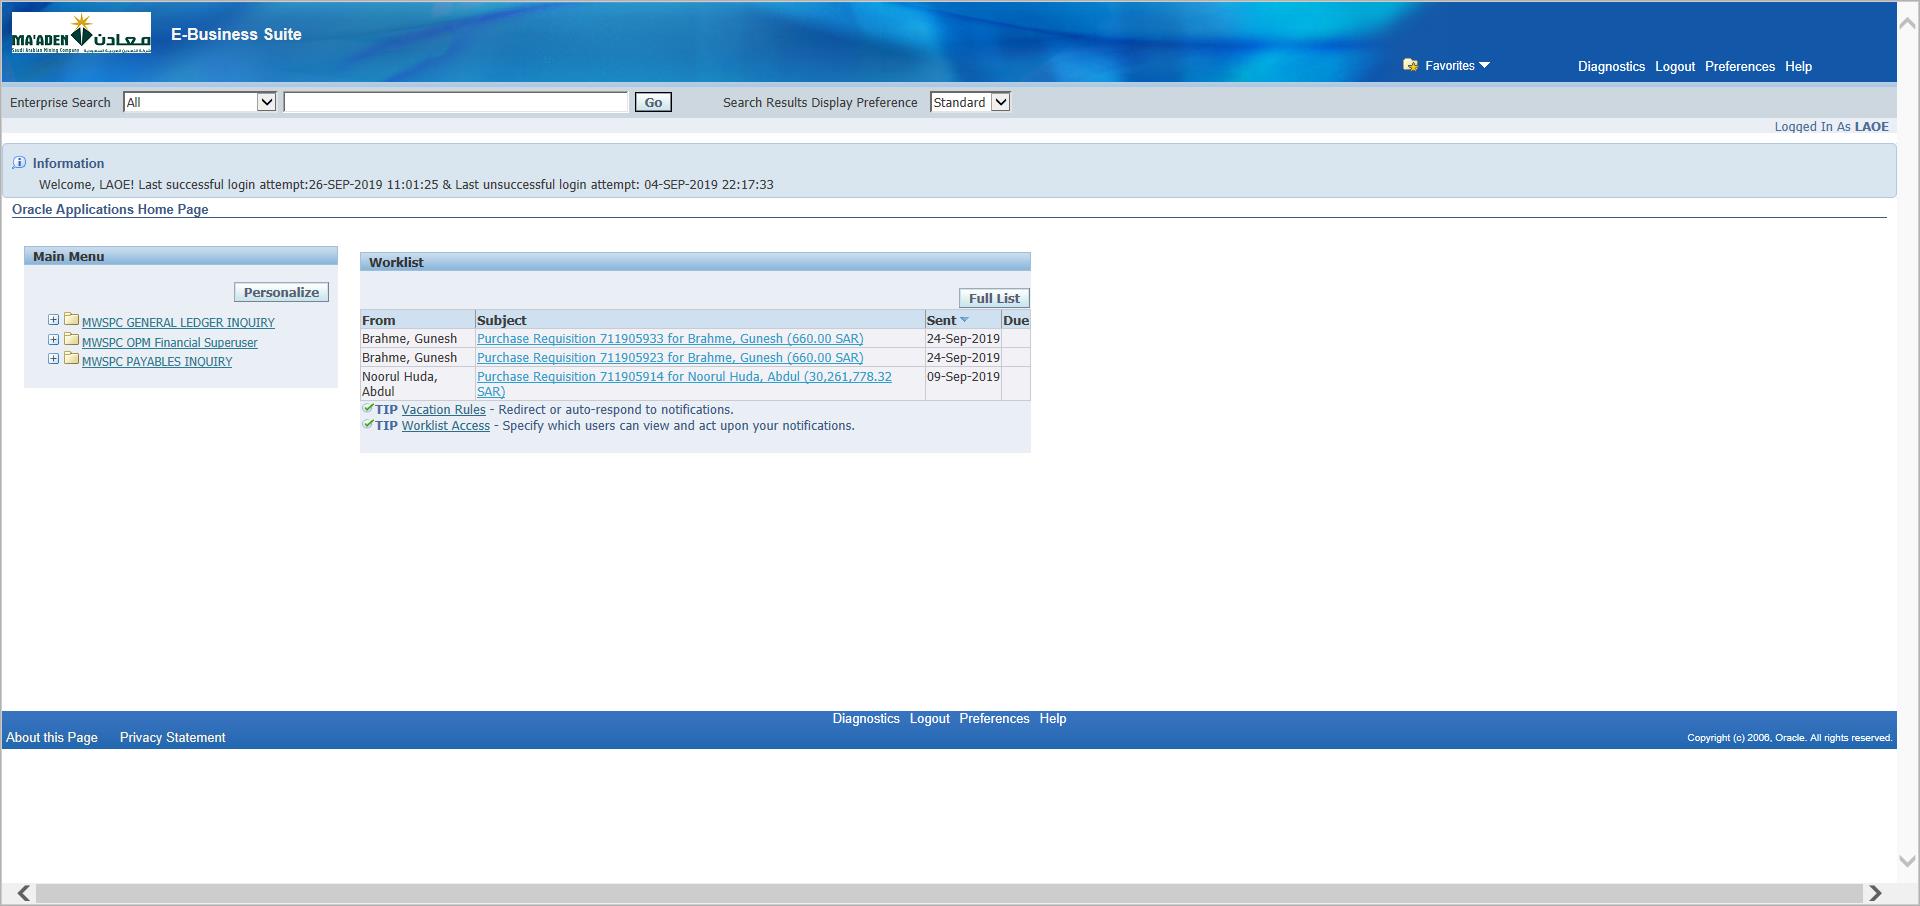 MA'ADEN معادن
Saudi Arabian Mining Company
E-Business Suite
Favorites
Diagnostics Logout Preferences Help
Enterprise Search All Go Search Results Display Preference Standard
Logged In As LAOE
Information
Welcome, LAOE! Last successful login attempt:26-SEP-2019 11:01:25 & Last unsuccessful login attempt: 04-SEP-2019 22:17:33
Oracle Applications Home Page
Main Menu
Personalize
MWSPC GENERAL LEDGER INQUIRY
MWSPC OPM Financial Superuser
MWSPC PAYABLES INQUIRY
Worklist
Full List
From Subject Sent Due
Brahme, Gunesh Purchase Requisition 711905933 for Brahme, Gunesh (660.00 SAR) 24-Sep-2019
Brahme, Gunesh Purchase Requisition 711905923 for Brahme, Gunesh (660.00 SAR) 24-Sep-2019
Noorul Huda, Purchase Requisition 711905914 for Noorul Huda, Abdul (30,261,778.32 09-Sep-2019
Abdul SAR)
TIP Vacation Rules - Redirect or auto-respond to notifications.
TIP Worklist Access - Specify which users can view and act upon your notifications.
Diagnostics Logout Preferences Help
About this Page Privacy Statement
Copyright (c) 2006, Oracle. All rights reserved.